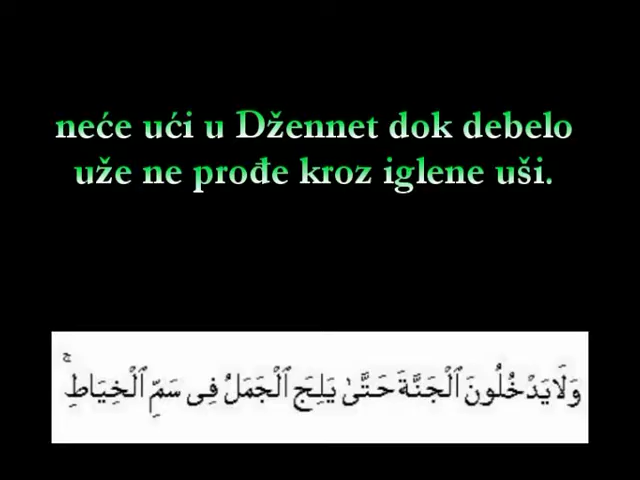 neće ući u Džennet dok debelo
uže ne prođe kroz iglene uši.
وَلَا يَدْخُلُونَ ٱلْجَنَّةَ حَتَّىٰ يَلِجَ ٱلْجَمَلُ فِى سَمِّ ٱلْخِيَاطِ ۚ